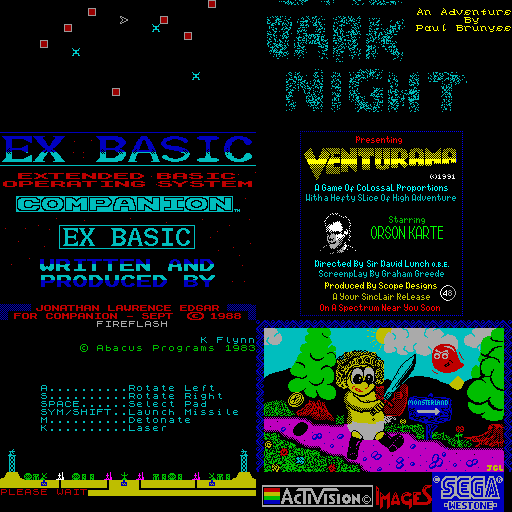 DARK
NIGHT
An Adventure
By
Paul Brunyee
EX BASIC
EXTENDED BASIC
OPERATING SYSTEM
COMPANION™
EX BASIC
WRITTEN AND
PRODUCED BY
JONATHAN LAURENCE EDGAR
FOR COMPANION - SEPT © 1988
Presenting
VENTURAMA
©1991
A Game Of Colossal Proportions
With a Hefty Slice Of High Adventure
Starring
ORSON KARTE
Directed By Sir David Lunch O.B.E.
Screenplay By Graham Greede
Produced By Scope Designs
A Your Sinclair Release
On A Spectrum Near You Soon
48
FIREFLASH
K Flynn
© Abacus Programs 1983
A..........Rotate Left
S..........Rotate Right
SPACE......Select Pad
SYM/SHIFT..Launch Missile
M..........Detonate
K..........Laser
PLEASE WAIT
MONSTERLAND
JGL
ACTIVISION©
IMAGES
SEGA®
WESTONE